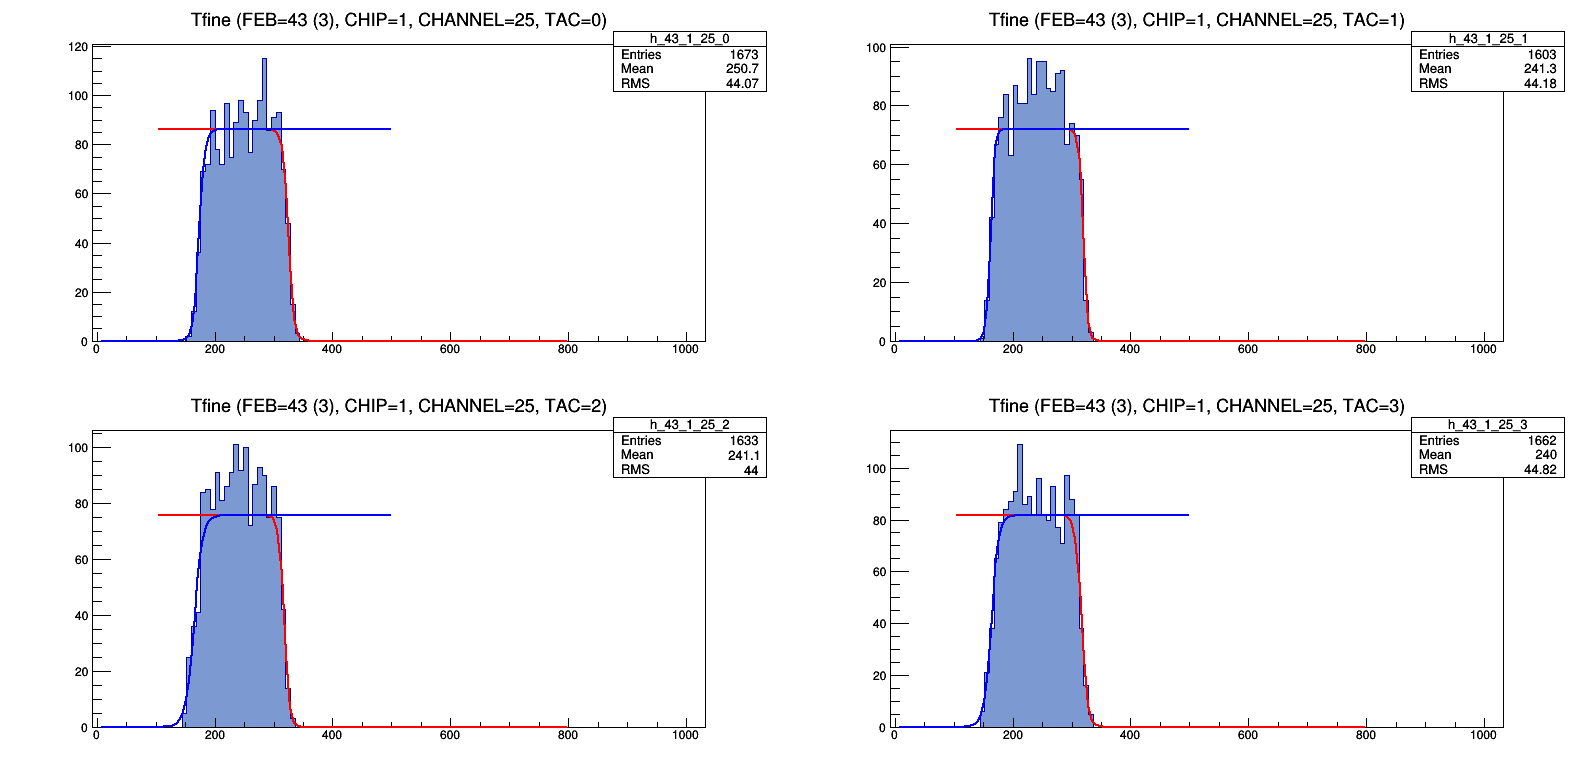 Tfine (FEB=43 (3), CHIP=1, CHANNEL=25, TAC=0)
h_43_1_25_0
Entries 1673
Mean 250.7
RMS 44.07
120
100
80
60
40
20
0
0 200 400 600 800 1000
Tfine (FEB=43 (3), CHIP=1, CHANNEL=25, TAC=1)
h_43_1_25_1
Entries 1603
Mean 241.3
RMS 44.18
100
80
60
40
20
0
0 200 400 600 800 1000
Tfine (FEB=43 (3), CHIP=1, CHANNEL=25, TAC=2)
h_43_1_25_2
Entries 1633
Mean 241.1
RMS 44
100
80
60
40
20
0
0 200 400 600 800 1000
Tfine (FEB=43 (3), CHIP=1, CHANNEL=25, TAC=3)
h_43_1_25_3
Entries 1662
Mean 240
RMS 44.82
100
80
60
40
20
0
0 200 400 600 800 1000